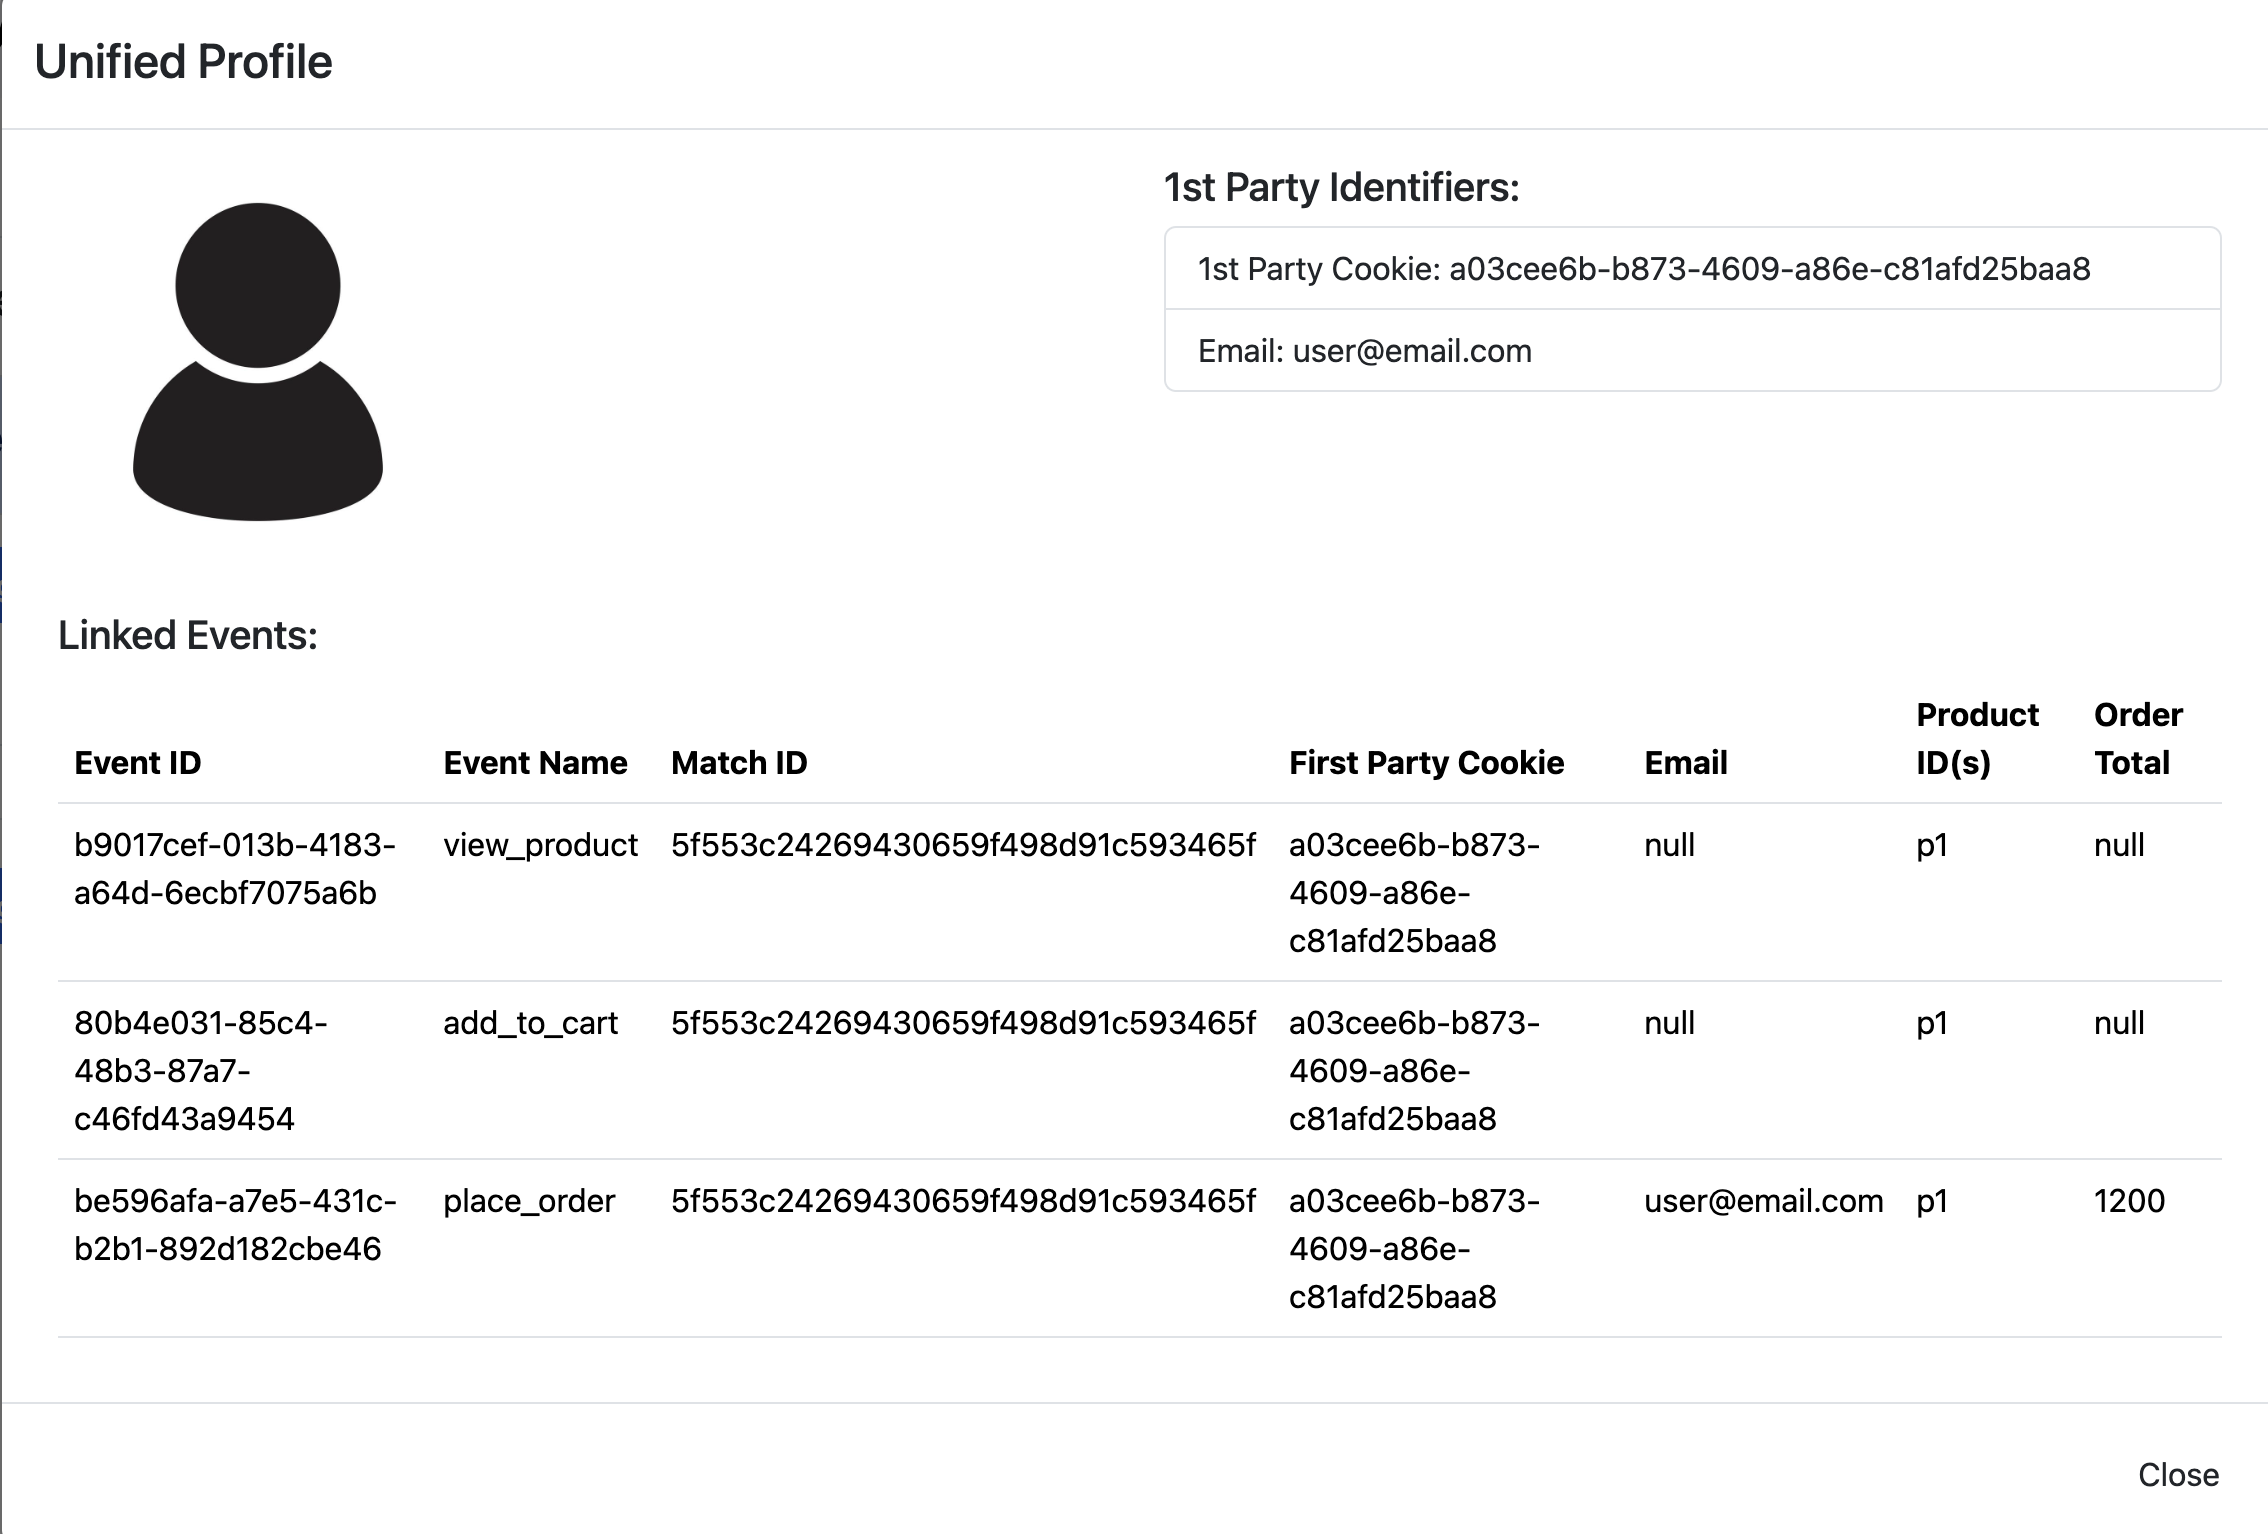 Unified Profile
1st Party Identifiers:
1st Party Cookie: a03cee6b-b873-4609-a86e-c81afd25baa8
Email: user@email.com
Linked Events:
Event ID Event Name Match ID First Party Cookie Email Product ID(s) Order Total
b9017cef-013b-4183- view_product 5f553c24269430659f498d91c593465f a03cee6b-b873- null p1 null
a64d-6ecbf7075a6b 4609-a86e-
c81afd25baa8
80b4e031-85c4- add_to_cart 5f553c24269430659f498d91c593465f a03cee6b-b873- null p1 null
48b3-87a7- 4609-a86e-
c46fd43a9454 c81afd25baa8
be596afa-a7e5-431c- place_order 5f553c24269430659f498d91c593465f a03cee6b-b873- user@email.com p1 1200
b2b1-892d182cbe46 4609-a86e-
c81afd25baa8
Close